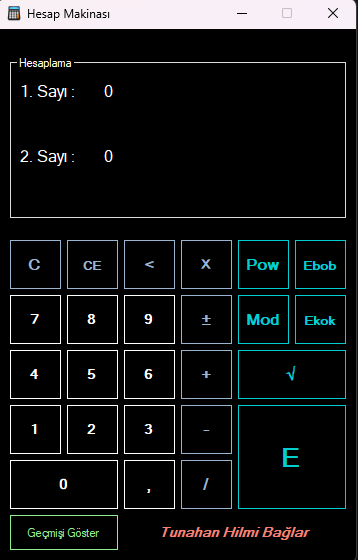 Hesap Makinası
Hesaplama
1. Sayı : 0
2. Sayı : 0
C CE < X Pow Ebob
7 8 9 ± Mod Ekok
4 5 6 + √
1 2 3 - E
0 , /
Geçmişi Göster Tunahan Hilmi Bağlar